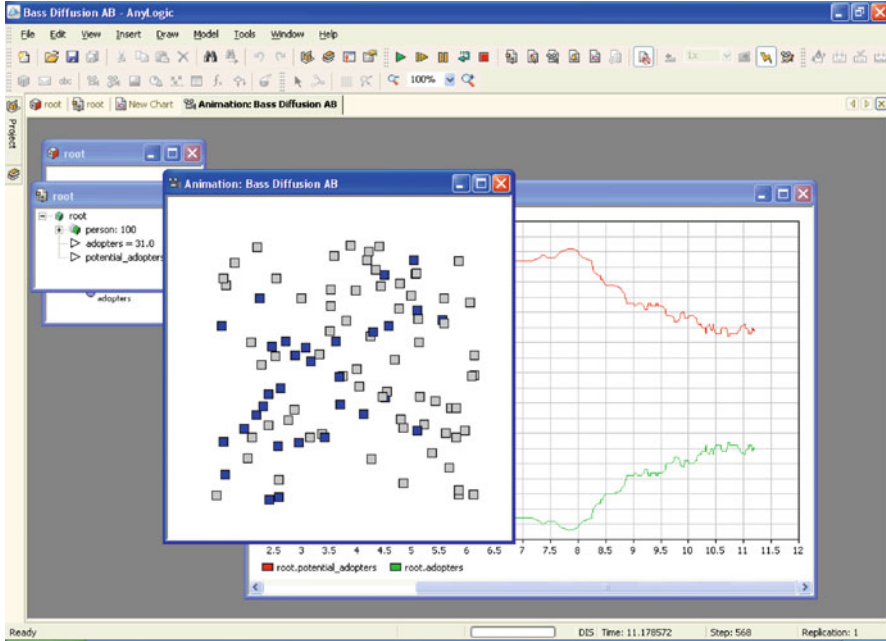 Bass Diffusion AB - AnyLogic
File Edit View Insert Draw Model Tools Window Help
1x
abc
100%
root root New Chart Animation: Bass Diffusion AB
Project
root
root
root
person: 100
adopters = 31.0
potential_adopters
adopters
Animation: Bass Diffusion AB
2.5 3 3.5 4 4.5 5 5.5 6 6.5 7 7.5 8 8.5 9 9.5 10 10.5 11 11.5 12
root.potential_adopters root.adopters
Ready DIS Time: 11.178572 Step: 568 Replication: 1